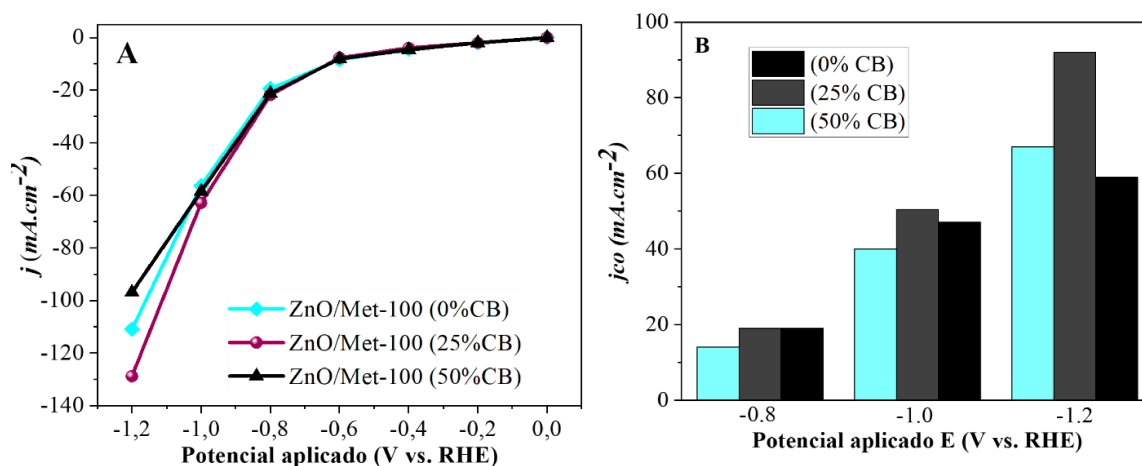 A
j (mA.cm-2)
0
-20
-40
-60
-80
-100
-120
-140
ZnO/Met-100 (0%CB)
ZnO/Met-100 (25%CB)
ZnO/Met-100 (50%CB)
-1,2 -1,0 -0,8 -0,6 -0,4 -0,2 0,0
Potencial aplicado (V vs. RHE)
B
jco (mA.cm-2)
100
80
60
40
20
0
(0% CB)
(25% CB)
(50% CB)
-0.8 -1.0 -1.2
Potencial aplicado E (V vs. RHE)